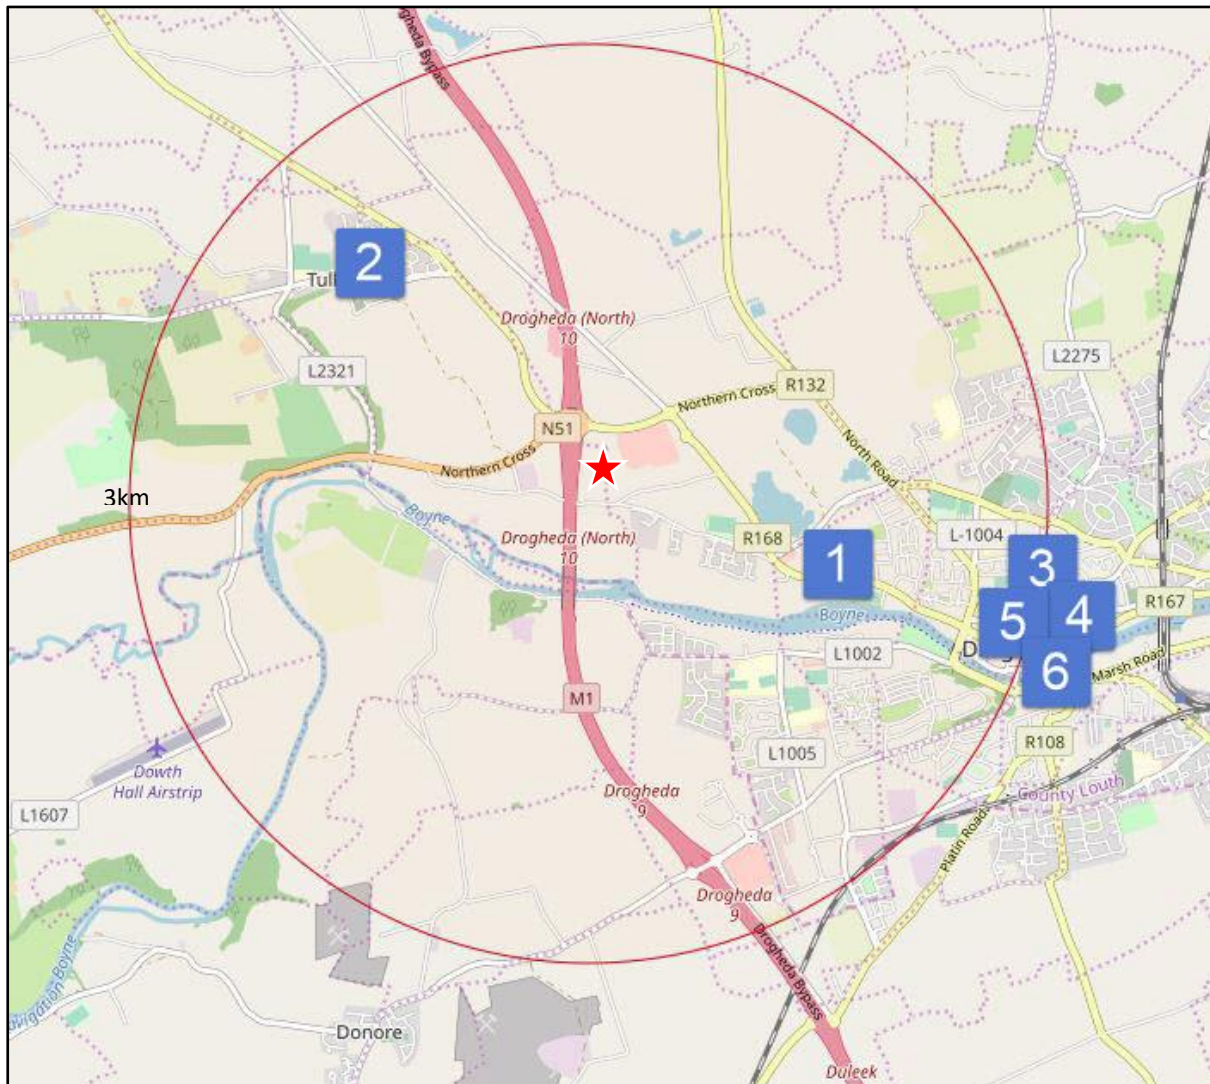 Drogheda Bypass
2
Tull
Drogheda (North)
10
L2321
L2275
R132
Northern Cross
N51
North Road
Northern Cross
3km
Boyne
Drogheda (North)
10
R168
L-1004
1
3
Boyne
5
4
R167
L1002
6
Marsh Road
M1
R108
L1005
Dowth
Hall Airstrip
County Louth
L1607
Drogheda
9
Platin Road
Drogheda
9
Drogheda Bypass
Navigation Boyne
Donore
Duleek